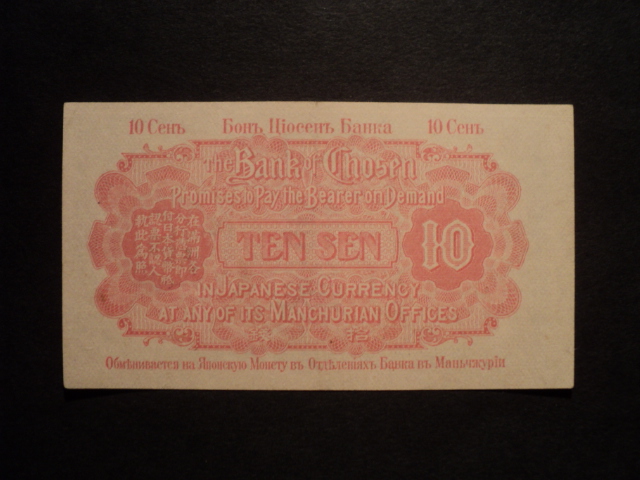 10 Сенъ Бонъ Ціосенъ Банка 10 Сенъ
The Bank of Chosen
Promises to Pay the Bearer on Demand
TEN SEN
10
IN JAPANESE CURRENCY
AT ANY OF ITS MANCHURIAN OFFICES
拾 錢
Обмѣнивается на Японскую Монету въ Отдѣленіяхъ Банка въ Маньчжуріи